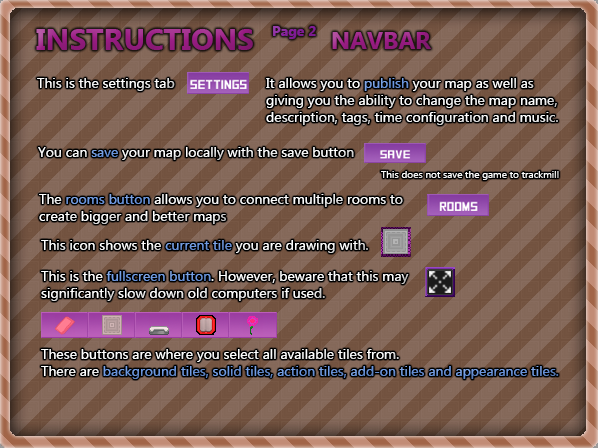 INSTRUCTIONS Page 2 NAVBAR
This is the settings tab SETTINGS
It allows you to publish your map as well as
giving you the ability to change the map name,
description, tags, time configuration and music.
You can save your map locally with the save button SAVE
This does not save the game to trackmill
The rooms button allows you to connect multiple rooms to
create bigger and better maps
ROOMS
This icon shows the current tile you are drawing with.
This is the fullscreen button. However, beware that this may
significantly slow down old computers if used.
These buttons are where you select all available tiles from.
There are background tiles, solid tiles, action tiles, add-on tiles and appearance tiles.